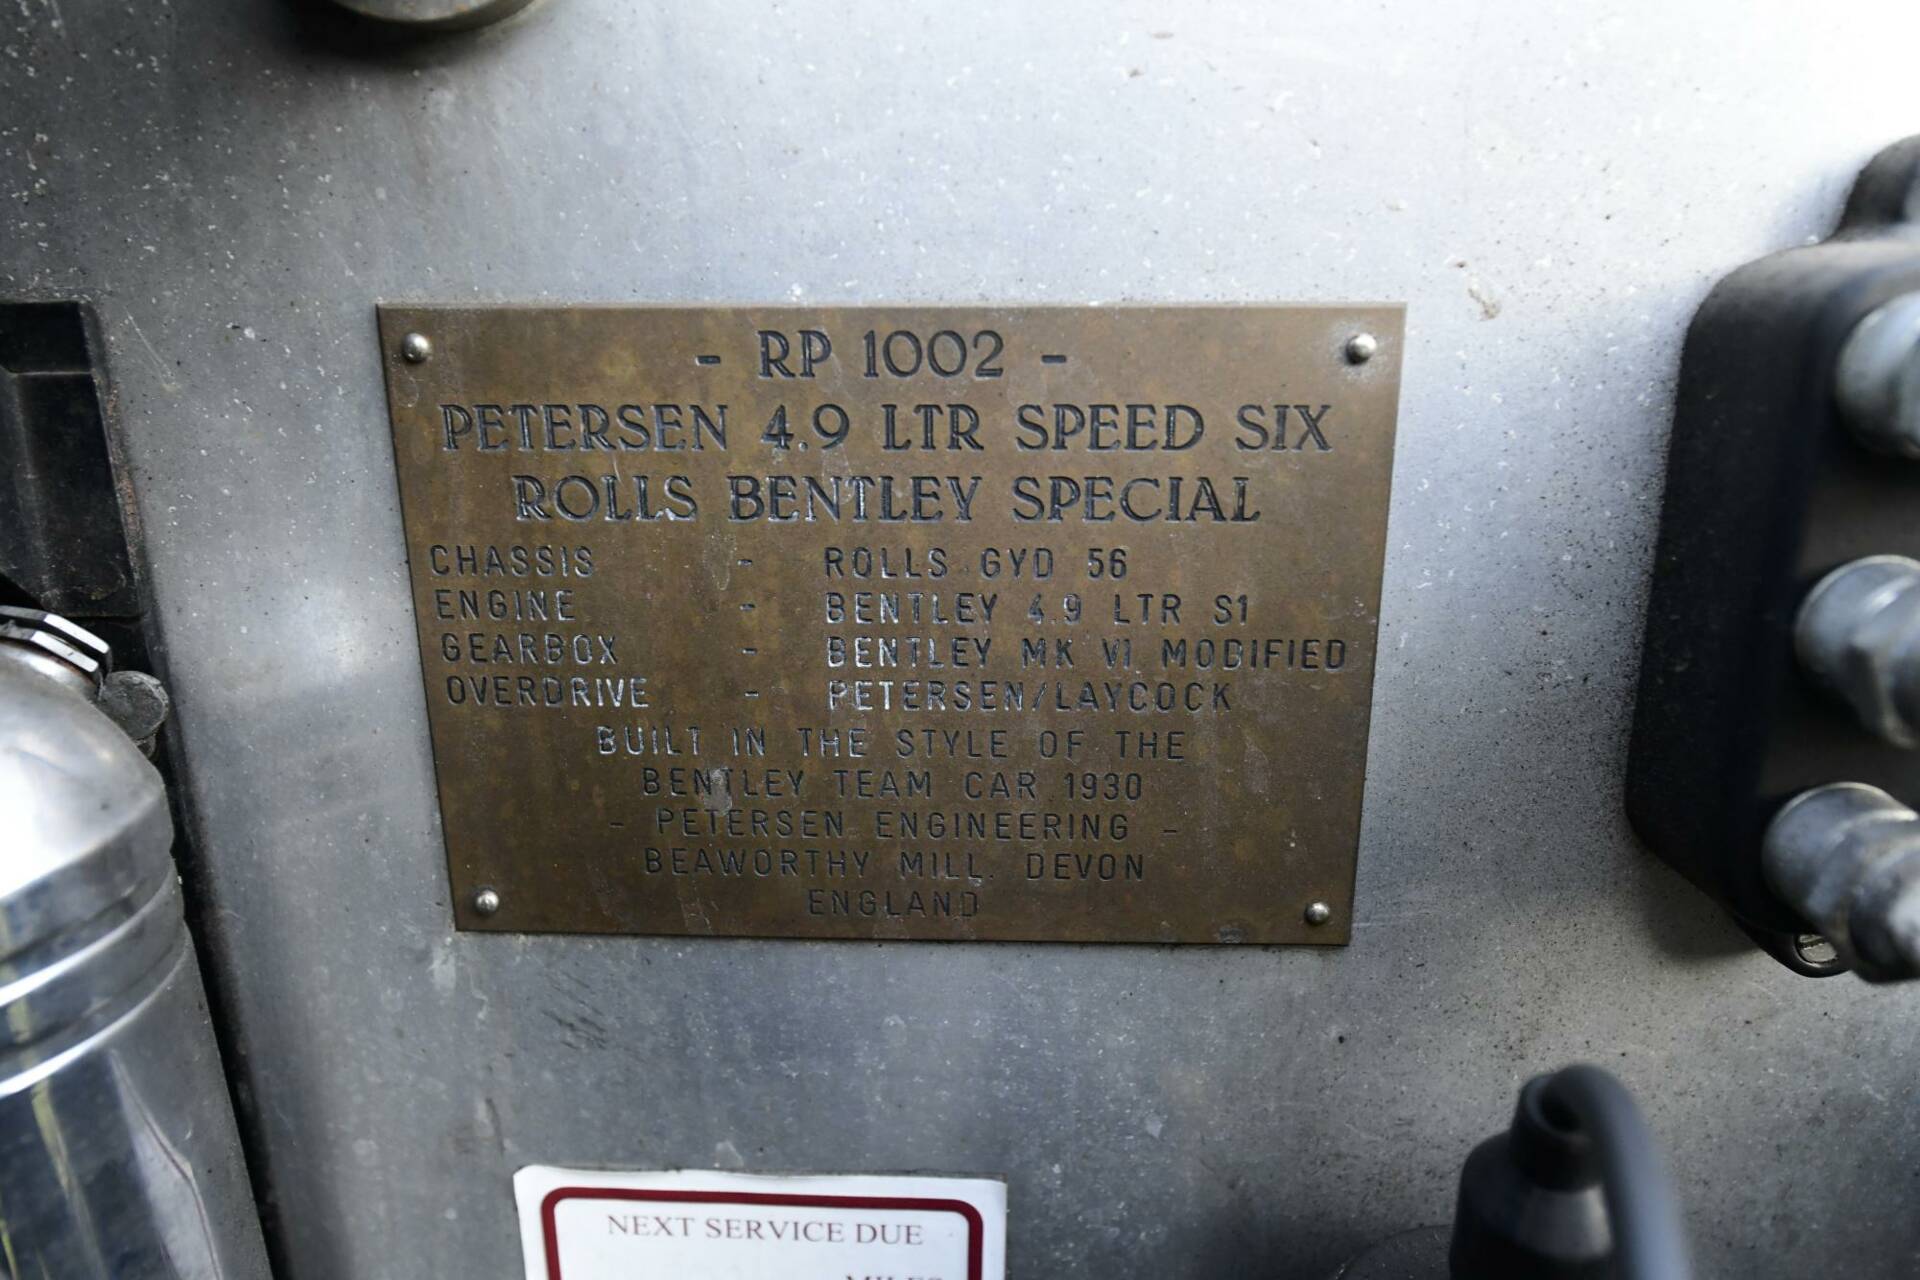 - RP 1002 -
PETERSEN 4.9 LTR SPEED SIX
ROLLS BENTLEY SPECIAL
CHASSIS - ROLLS GYD 56
ENGINE - BENTLEY 4.9 LTR S1
GEARBOX - BENTLEY MK VI MODIFIED
OVERDRIVE - PETERSEN/LAYCOCK
BUILT IN THE STYLE OF THE
BENTLEY TEAM CAR 1930
- PETERSEN ENGINEERING -
BEAWORTHY MILL. DEVON
ENGLAND
NEXT SERVICE DUE
MILES